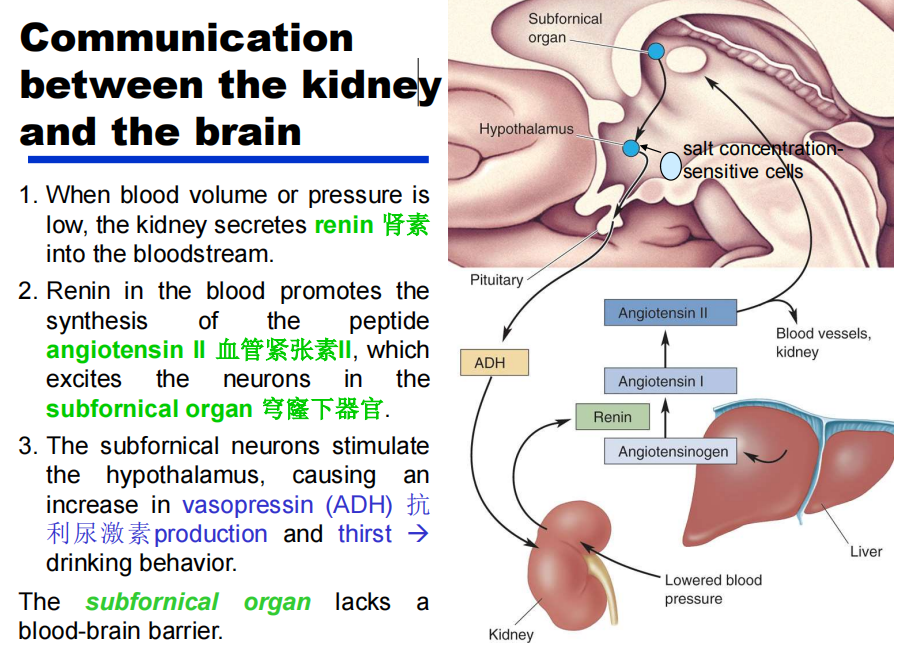 Communication
between the kidney
and the brain
1. When blood volume or pressure is
low, the kidney secretes renin 肾素
into the bloodstream.
2. Renin in the blood promotes the
synthesis of the peptide
angiotensin II 血管紧张素II, which
excites the neurons in the
subfornical organ 穹窿下器官.
3. The subfornical neurons stimulate
the hypothalamus, causing an
increase in vasopressin (ADH) 抗
利尿激素production and thirst →
drinking behavior.
The subfornical organ lacks a
blood-brain barrier.
Subfornical
organ
Hypothalamus
salt concentration-
sensitive cells
Pituitary
Angiotensin II
Blood vessels,
kidney
ADH
Angiotensin I
Renin
Angiotensinogen
Liver
Lowered blood
pressure
Kidney